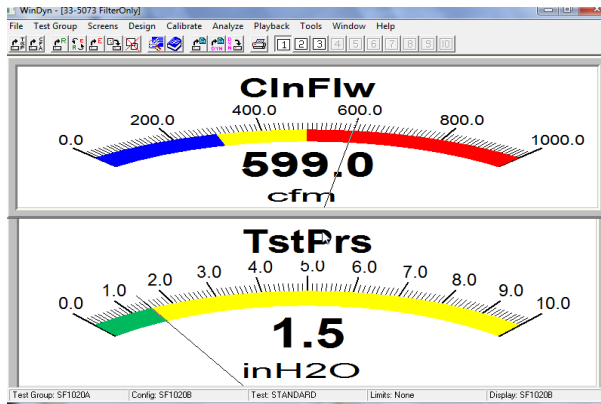 WinDyn - [33-5073 FilterOnly]
File Test Group Screens Design Calibrate Analyze Playback Tools Window Help
1 2 3 4 5 6 7 8 9 10
ClnFlw
0.0 200.0 400.0 600.0 800.0 1000.0
599.0
cfm
TstPrs
0.0 1.0 2.0 3.0 4.0 5.0 6.0 7.0 8.0 9.0 10.0
1.5
inH2O
Test Group: SF1020A Config: SF1020B Test: STANDARD Limits: None Display: SF1020B